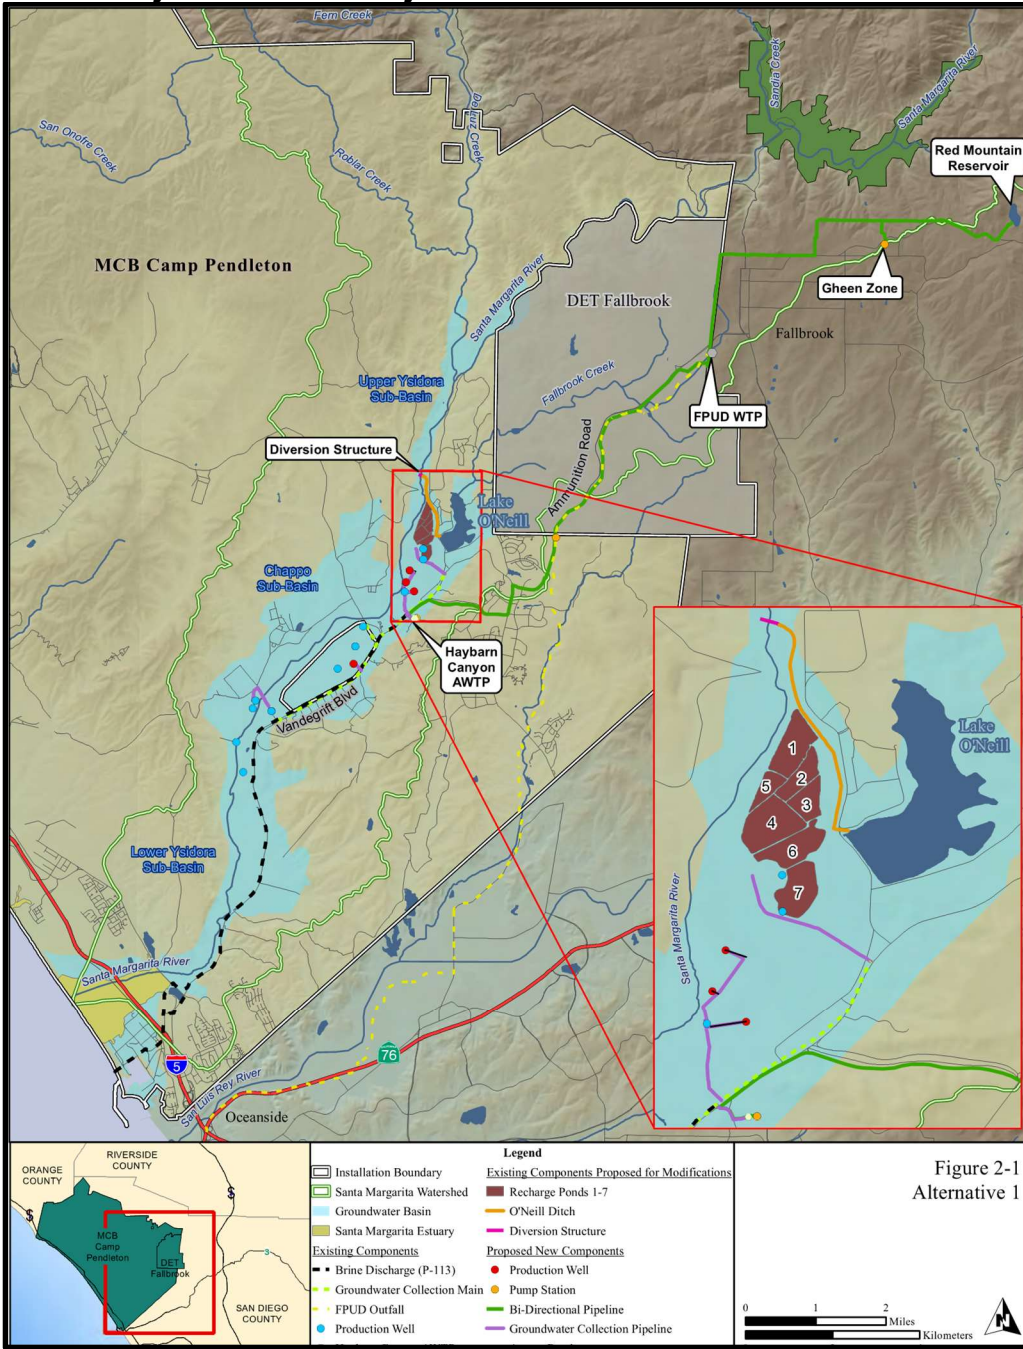 Fern Creek
San Onofre Creek
Roblar Creek
De Luz Creek
Sandia Creek
Santa Margarita River
Red Mountain
Reservoir
MCB Camp Pendleton
Santa Margarita River
DET Fallbrook
Gheen Zone
Fallbrook
Upper Ysidora
Sub-Basin
Fallbrook Creek
FPUD WTP
Diversion Structure
Ammunition Road
Lake
O'Neill
Chappo
Sub-Basin
Haybarn
Canyon
AWTP
Vandegrift Blvd
Lower Ysidora
Sub-Basin
Santa Margarita River
5
76
San Luis Rey River
Oceanside
Lake
O'Neill
1
2
5
3
4
6
7
Santa Margarita River
ORANGE
COUNTY
RIVERSIDE
COUNTY
MCB
Camp
Pendleton
DET
Fallbrook
SAN DIEGO
COUNTY
Legend
Installation Boundary
Santa Margarita Watershed
Groundwater Basin
Santa Margarita Estuary
Existing Components
Brine Discharge (P-113)
Groundwater Collection Main
FPUD Outfall
Production Well
Existing Components Proposed for Modifications
Recharge Ponds 1-7
O'Neill Ditch
Diversion Structure
Proposed New Components
Production Well
Pump Station
Bi-Directional Pipeline
Groundwater Collection Pipeline
Figure 2-1
Alternative 1
0 1 2
Miles
Kilometers
N